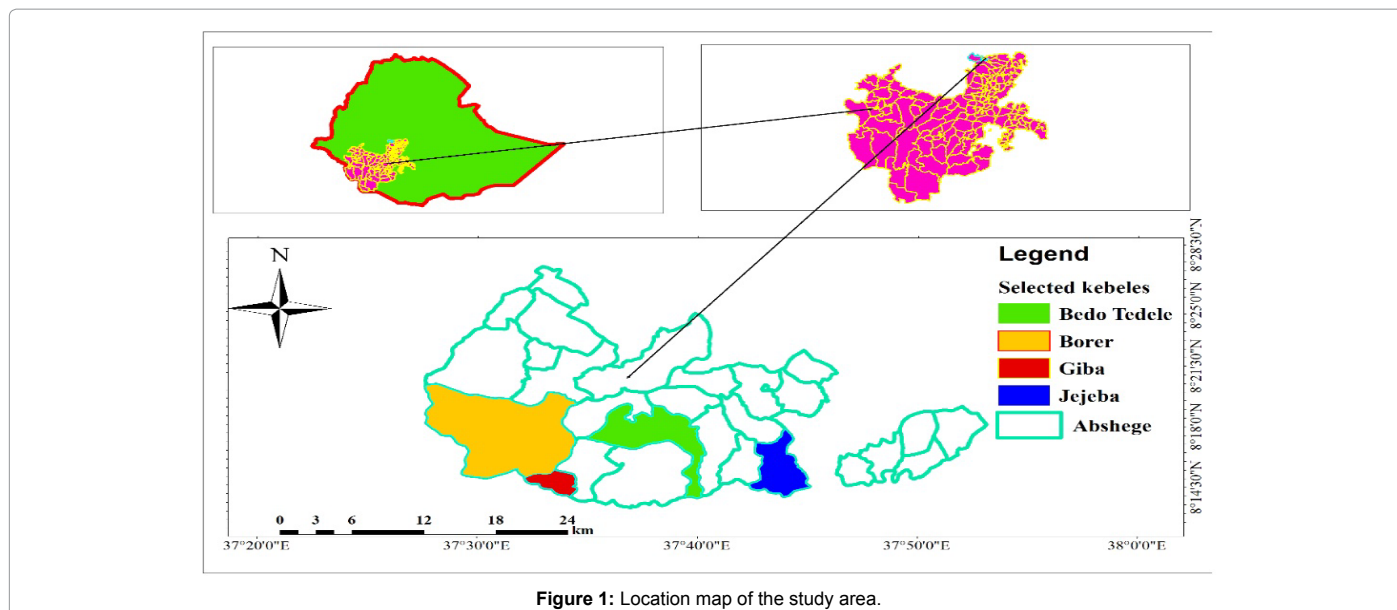 N
Legend
Selected kebeles
Bedo Tedele
Borer
Giba
Jejeba
Abshege
8°28'30"N
8°25'0"N
8°21'30"N
8°18'0"N
8°14'30"N
0 3 6 12 18 24
km
37°20'0"E 37°30'0"E 37°40'0"E 37°50'0"E 38°0'0"E
Figure 1: Location map of the study area.